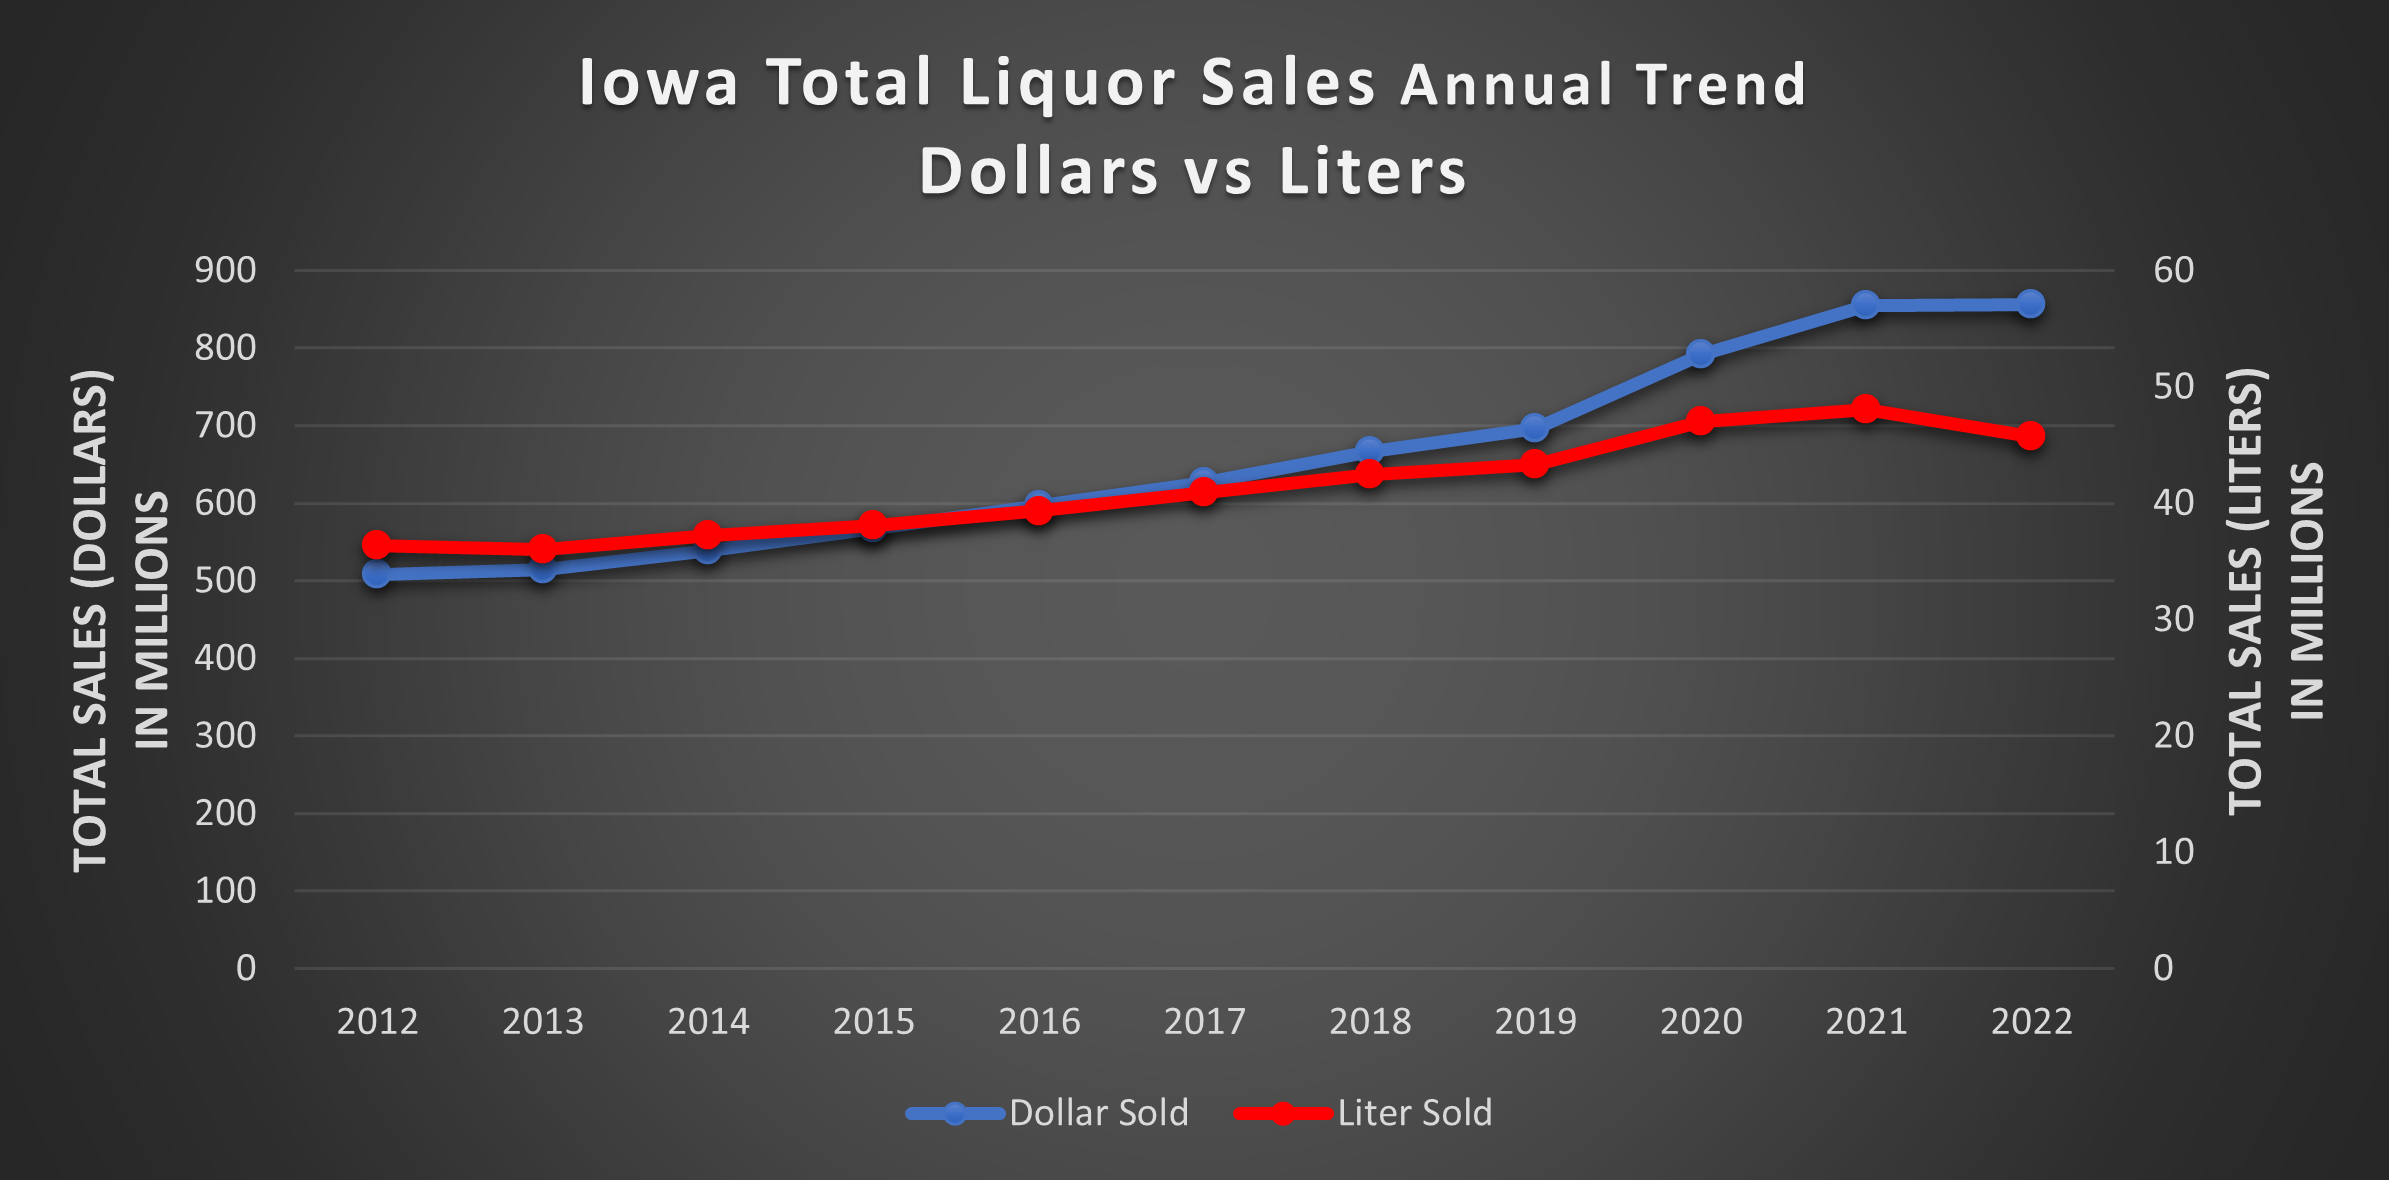 Iowa Total Liquor Sales Annual Trend
Dollars vs Liters
TOTAL SALES (DOLLARS)
IN MILLIONS
900
800
700
600
500
400
300
200
100
0
60
50
40
30
20
10
0
TOTAL SALES (LITERS)
IN MILLIONS
2012 2013 2014 2015 2016 2017 2018 2019 2020 2021 2022
Dollar Sold Liter Sold